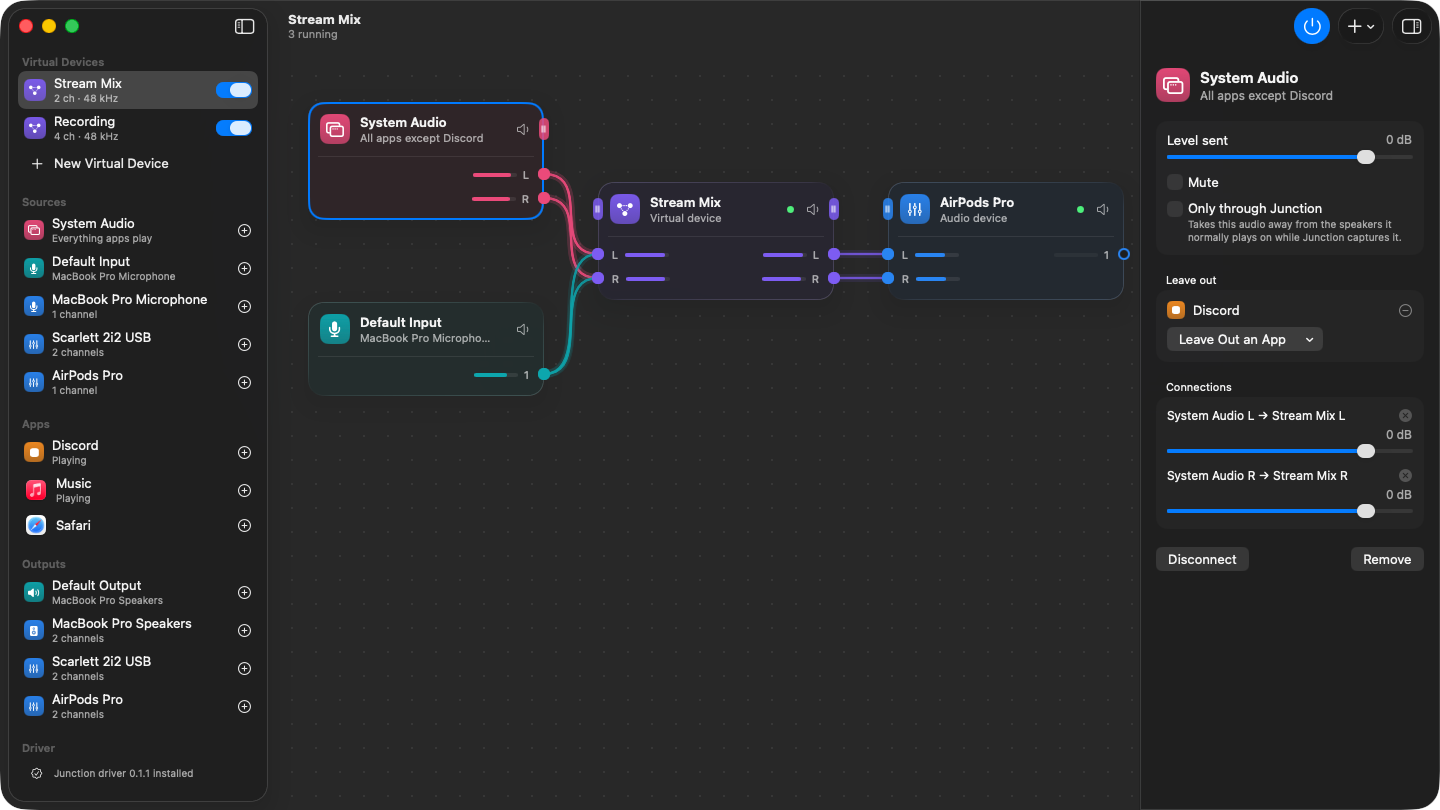 Stream Mix
3 running
Virtual Devices
Stream Mix
2 ch · 48 kHz
Recording
4 ch · 48 kHz
New Virtual Device
Sources
System Audio
Everything apps play
Default Input
MacBook Pro Microphone
MacBook Pro Microphone
1 channel
Scarlett 2i2 USB
2 channels
AirPods Pro
1 channel
Apps
Discord
Playing
Music
Playing
Safari
Outputs
Default Output
MacBook Pro Speakers
MacBook Pro Speakers
2 channels
Scarlett 2i2 USB
2 channels
AirPods Pro
2 channels
Driver
Junction driver 0.1.1 installed
System Audio
All apps except Discord
L
R
Default Input
MacBook Pro Micropho...
1
Stream Mix
Virtual device
L L
R R
AirPods Pro
Audio device
L 1
R
System Audio
All apps except Discord
Level sent 0 dB
Mute
Only through Junction
Takes this audio away from the speakers it
normally plays on while Junction captures it.
Leave out
Discord
Leave Out an App
Connections
System Audio L → Stream Mix L
0 dB
System Audio R → Stream Mix R
0 dB
Disconnect Remove